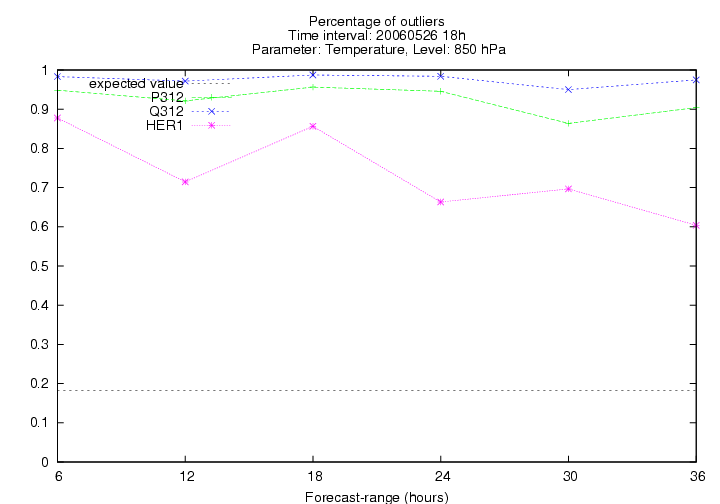 Percentage of outliers
Time interval: 20060526 18h
Parameter: Temperature, Level: 850 hPa
1
0.9
0.8
0.7
0.6
0.5
0.4
0.3
0.2
0.1
0
expected value
P312
Q312
HER1
6 12 18 24 30 36
Forecast-range (hours)